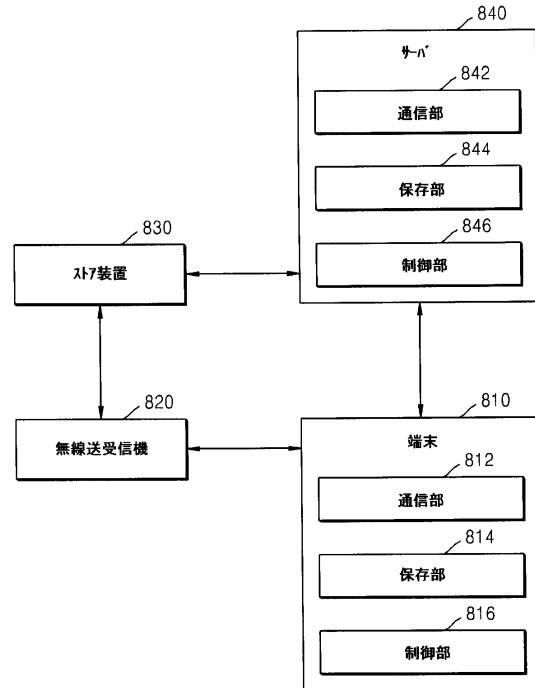 840
ｻｰﾊﾞ
842
通信部
844
保存部
846
制御部
830
ｽﾄｱ装置
820
無線送受信機
810
端末
812
通信部
814
保存部
816
制御部